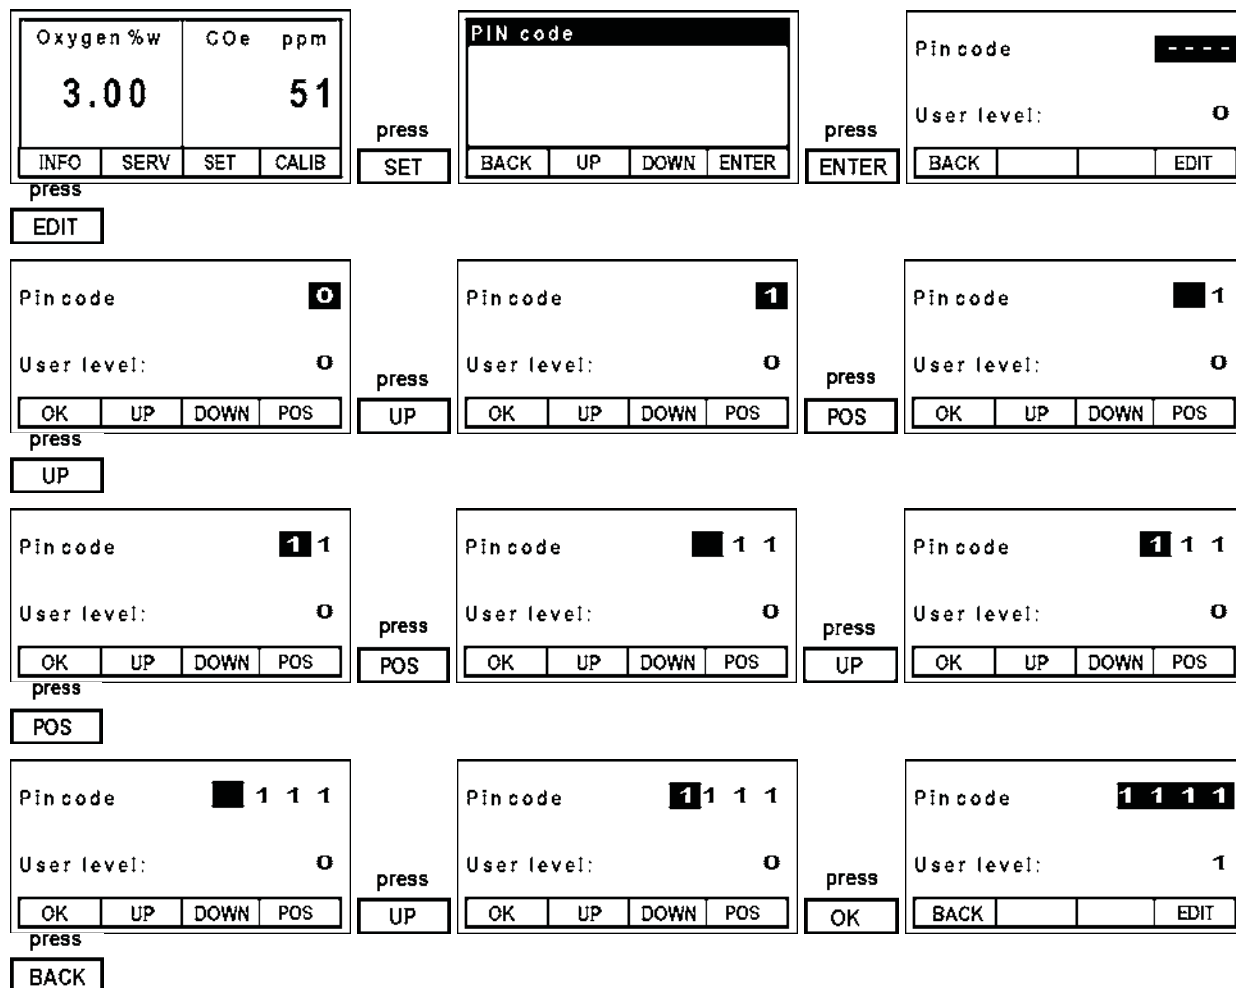 Oxygen %w COe ppm
3.00 51
INFO SERV SET CALIB
press
SET
PIN code
BACK UP DOWN ENTER
press
ENTER
Pin code - - - -
User level: 0
BACK EDIT
press
EDIT
Pin code 0
User level: 0
OK UP DOWN POS
press
UP
Pin code 1
User level: 0
OK UP DOWN POS
press
POS
Pin code 1
User level: 0
OK UP DOWN POS
press
UP
Pin code 1 1
User level: 0
OK UP DOWN POS
press
POS
Pin code 1 1
User level: 0
OK UP DOWN POS
press
UP
Pin code 1 1 1
User level: 0
OK UP DOWN POS
press
POS
Pin code 1 1 1
User level: 0
OK UP DOWN POS
press
UP
Pin code 1 1 1 1
User level: 0
OK UP DOWN POS
press
OK
Pin code 1 1 1 1
User level: 1
BACK EDIT
press
BACK